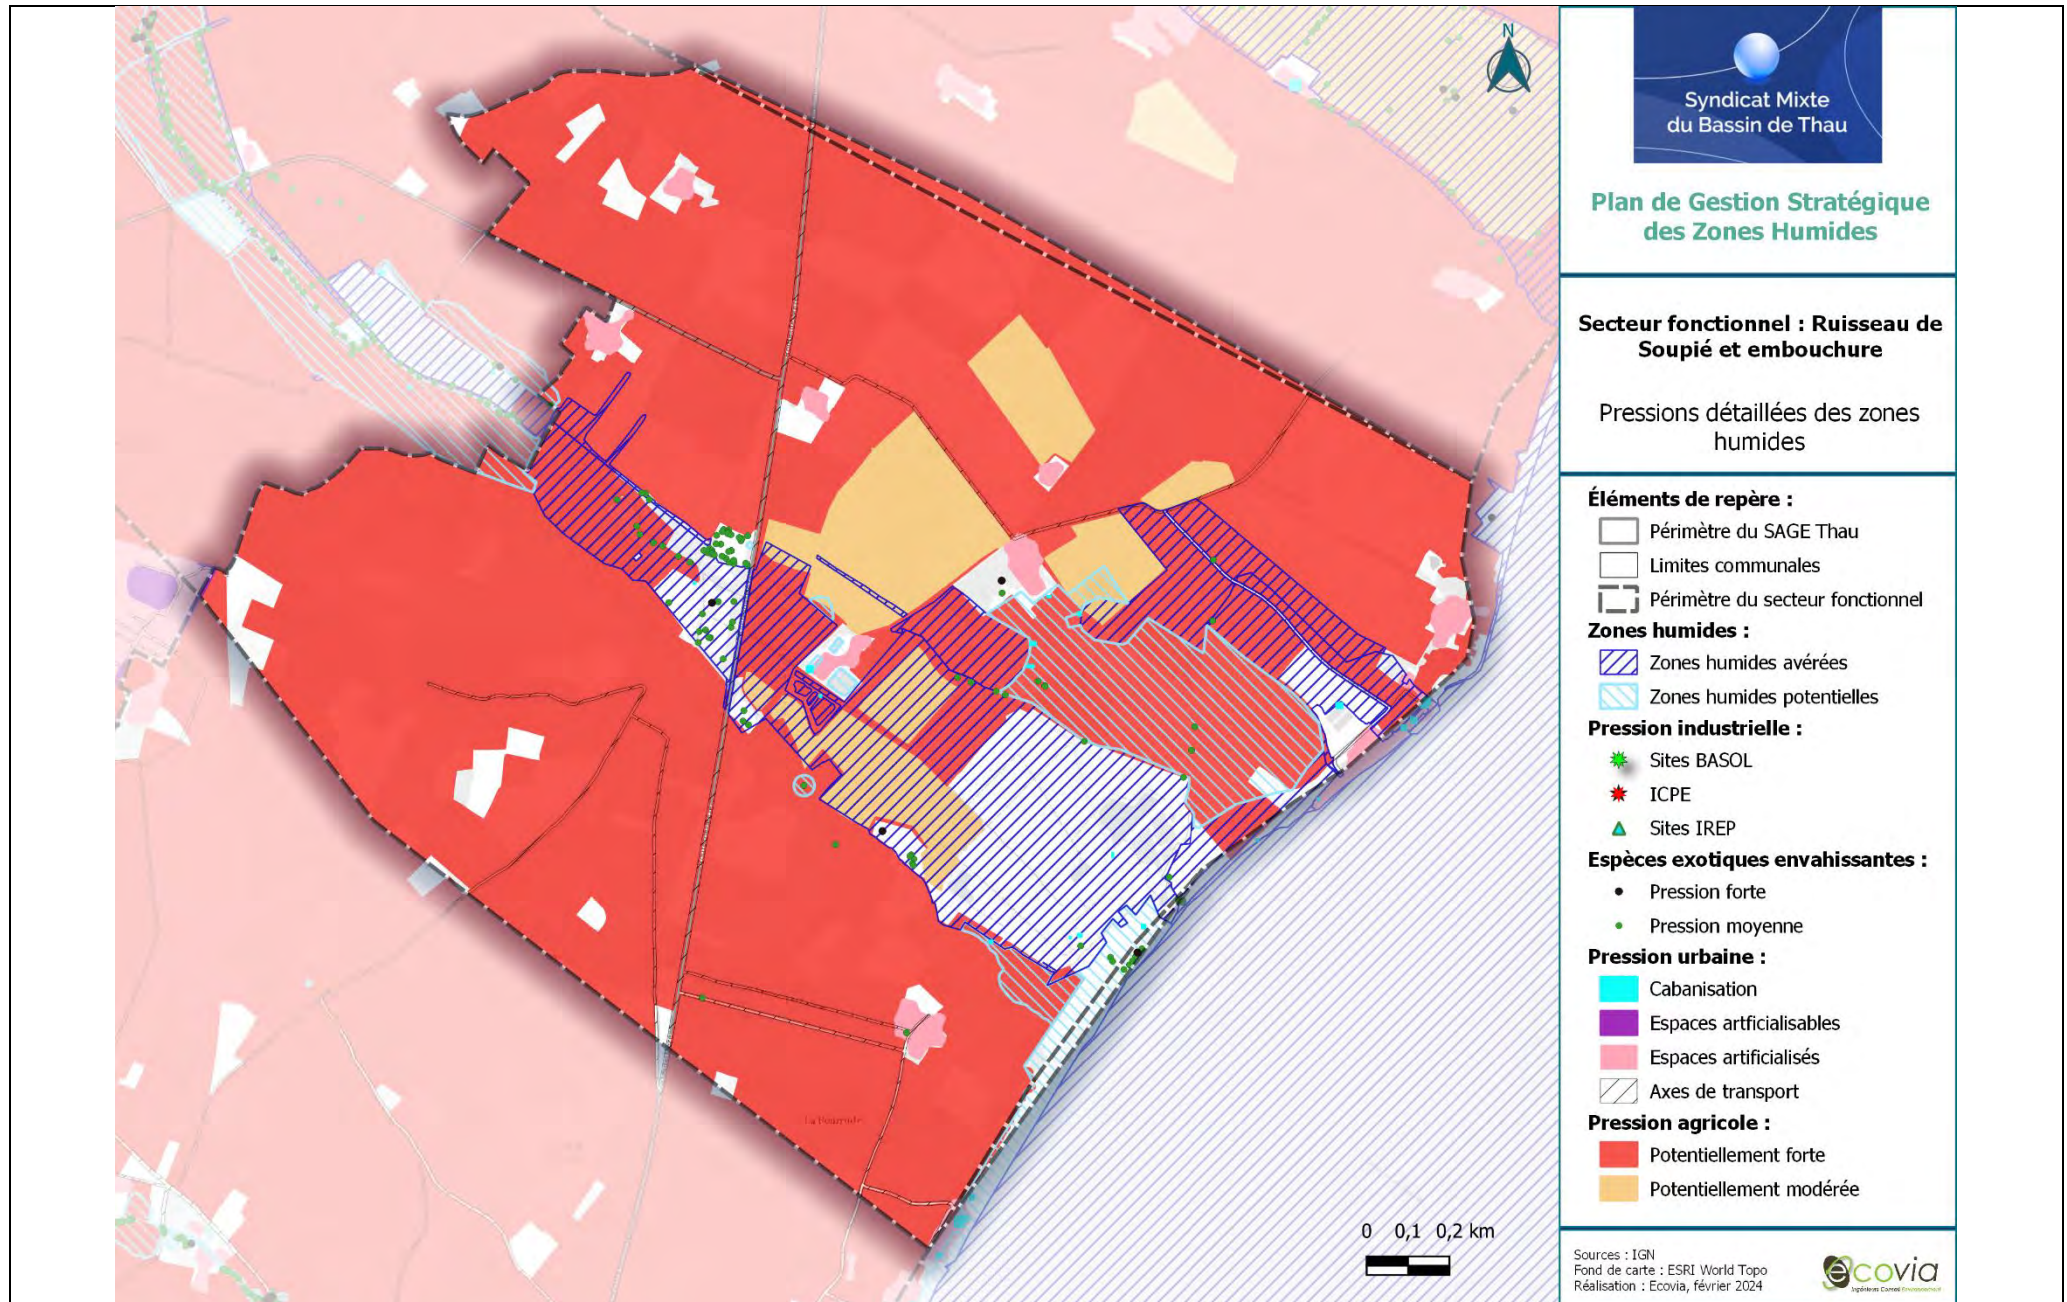 N
Syndicat Mixte
du Bassin de Thau
Plan de Gestion Stratégique
des Zones Humides
Secteur fonctionnel : Ruisseau de
Soupié et embouchure
Pressions détaillées des zones
humides
Éléments de repère :
Périmètre du SAGE Thau
Limites communales
Périmètre du secteur fonctionnel
Zones humides :
Zones humides avérées
Zones humides potentielles
Pression industrielle :
Sites BASOL
ICPE
Sites IREP
Espèces exotiques envahissantes :
Pression forte
Pression moyenne
Pression urbaine :
Cabanisation
Espaces artficialisables
Espaces artificialisés
Axes de transport
Pression agricole :
Potentiellement forte
Potentiellement modérée
0 0,1 0,2 km
Sources : IGN
Fond de carte : ESRI World Topo
Réalisation : Ecovia, février 2024
ecovia
Ingénieurs Conseil Environnement